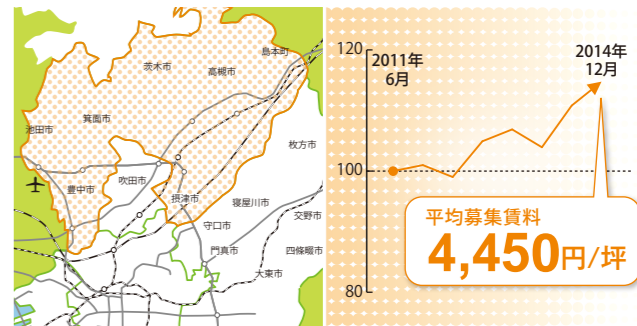 島本町
茨木市
高槻市
箕面市
池田市
枚方市
吹田市
豊中市
摂津市
寝屋川市
交野市
守口市
門真市
四條畷市
大東市
120
2011年
6月
2014年
12月
100
平均募集賃料
4,450円/坪
80